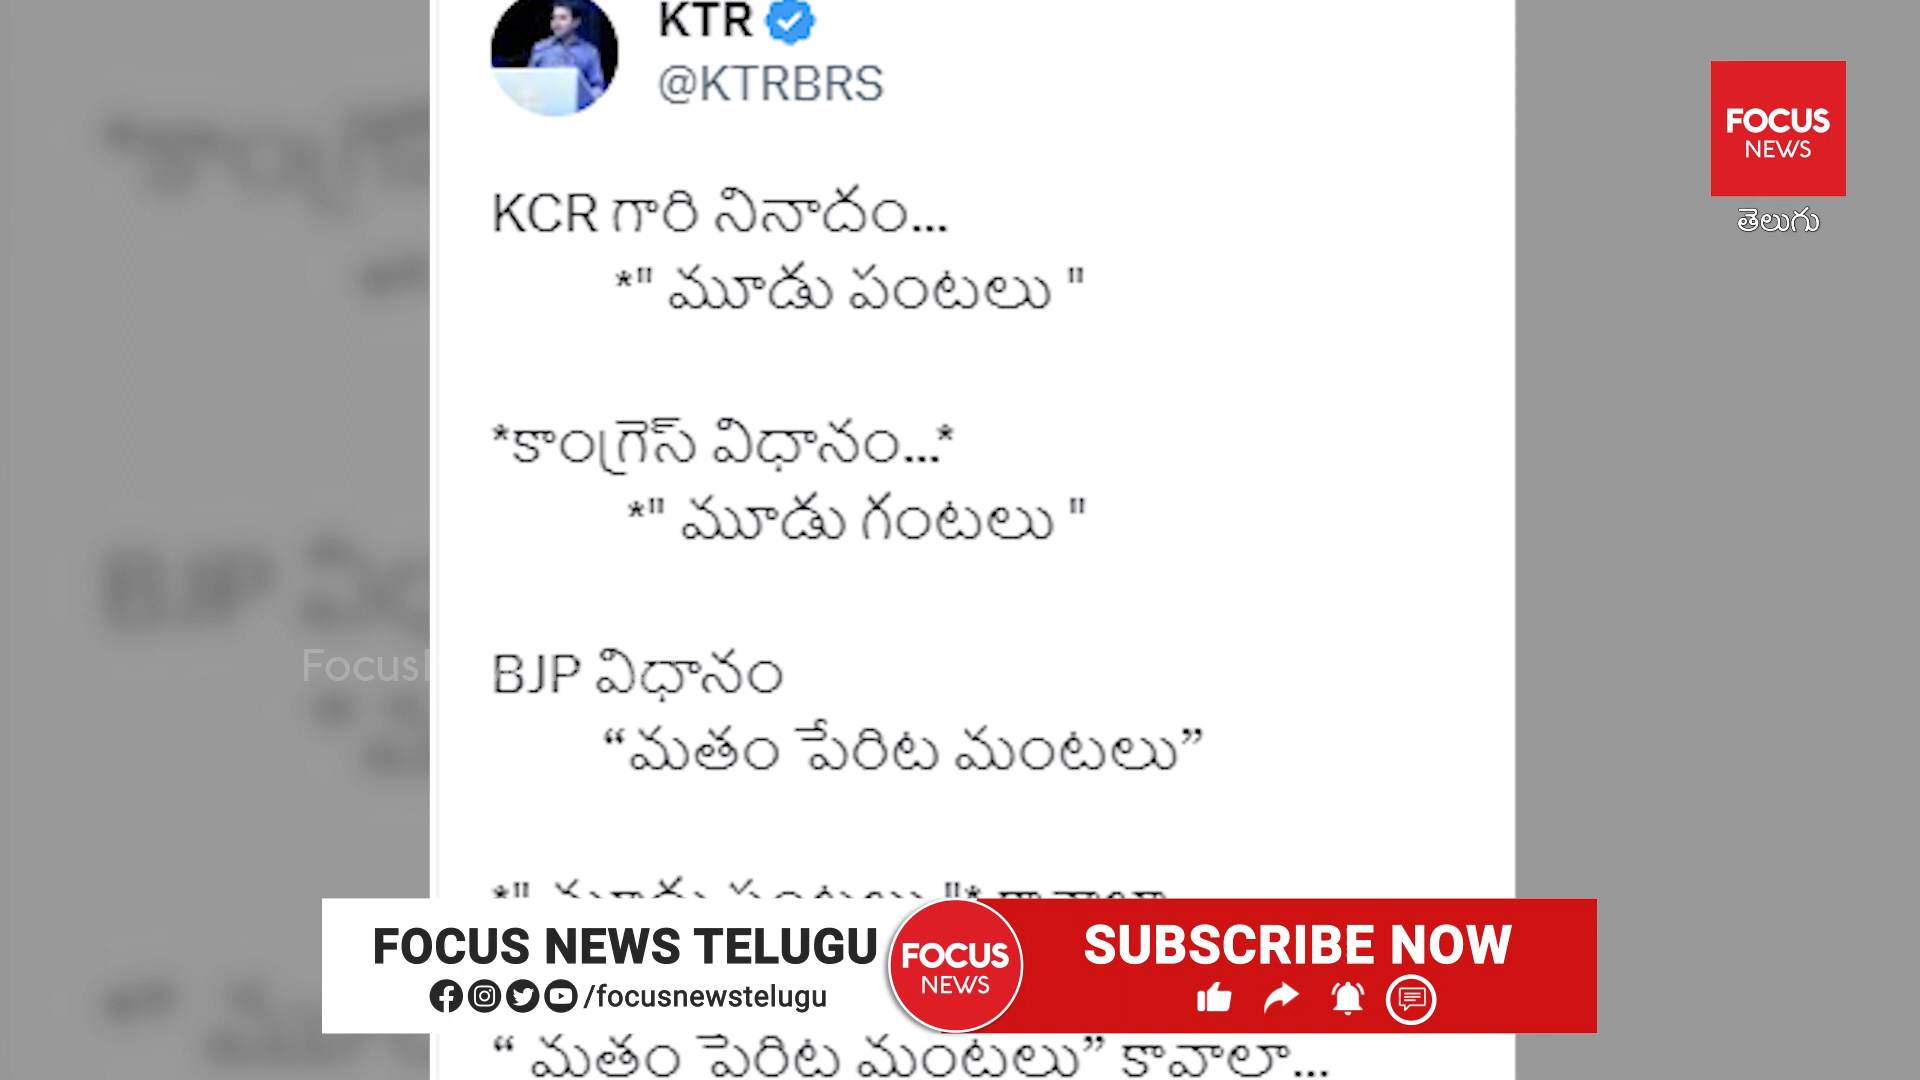 KTR
@KTRBRS
FOCUS
NEWS
తెలుగు
KCR గారి నినాదం...
*" మూడు పంటలు "
*కాంగ్రెస్ విధానం...*
*" మూడు గంటలు "
BJP విధానం
“మతం పేరిట మంటలు”
*" మూడు పంటలు "* కావాలా
FOCUS NEWS TELUGU
/focusnewstelugu
FOCUS
NEWS
SUBSCRIBE NOW
“ మతం పేరిట మంటలు” కావాలా...